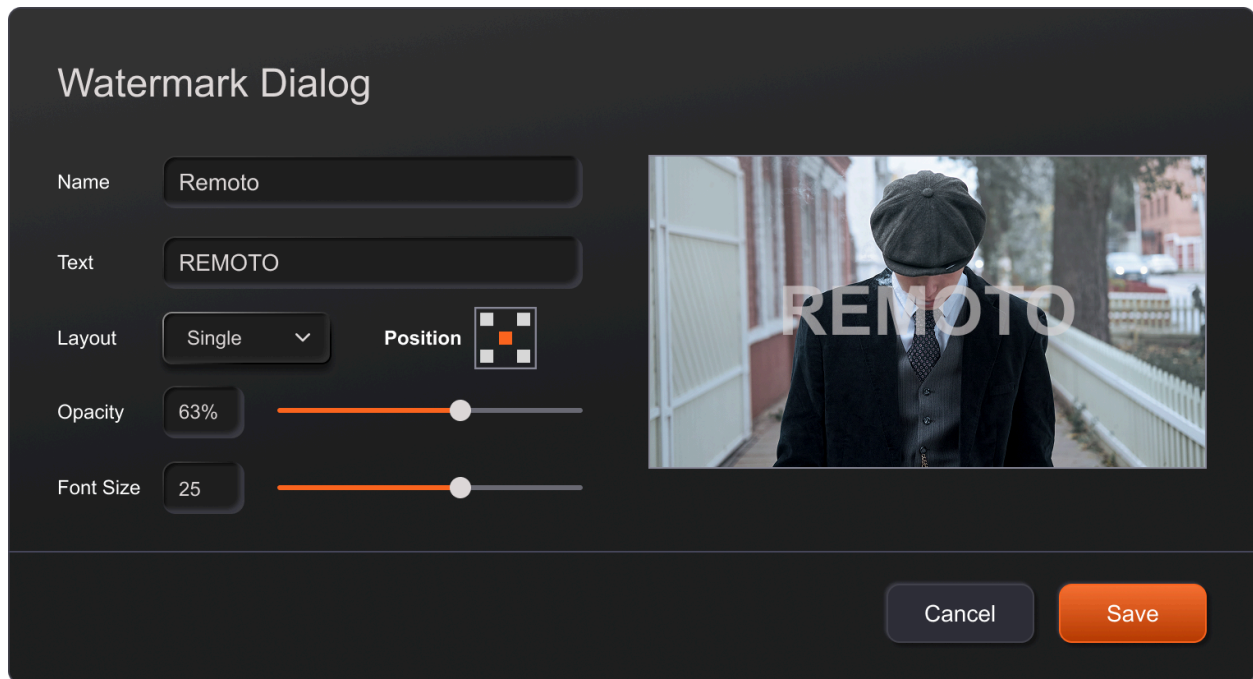 Watermark Dialog
Name
Remoto
Text
REMOTO
Layout
Single
Position
Opacity
63%
Font Size
25
REMOTO
Cancel
Save